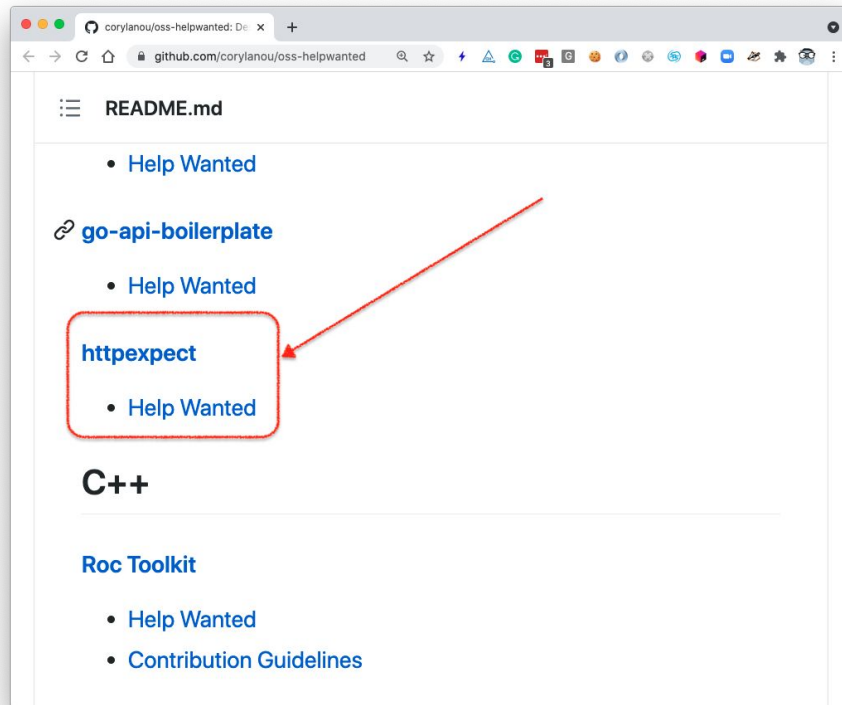 corylanou/oss-helpwanted: De
github.com/corylanou/oss-helpwanted
3
G
README.md
Help Wanted
go-api-boilerplate
Help Wanted
httpexpect
Help Wanted
C++
Roc Toolkit
Help Wanted
Contribution Guidelines